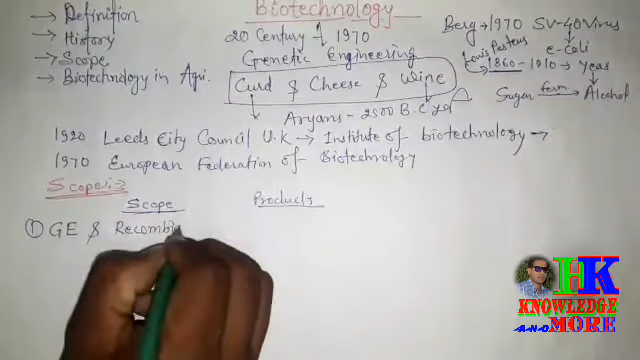 Biotechnology
→ Definition
→ History
→ Scope
→ Biotechnology in Agri.
20 Century → 1970
Genetic Engineering
Curd & Cheese & Wine
Aryans - 2500 B.C
Berg → 1970 SV-40 Virus
e-Coli
Louis Pasteus
1860 - 1910 → Yeas
Sugar ferm. → Alcohol
1920 Leeds City Council U.K → Institute of biotechnology →
1970 European Federation of Biotechnology
Scope:-
Scope Products
① GE & Recombi
HK
KNOWLEDGE
AND MORE